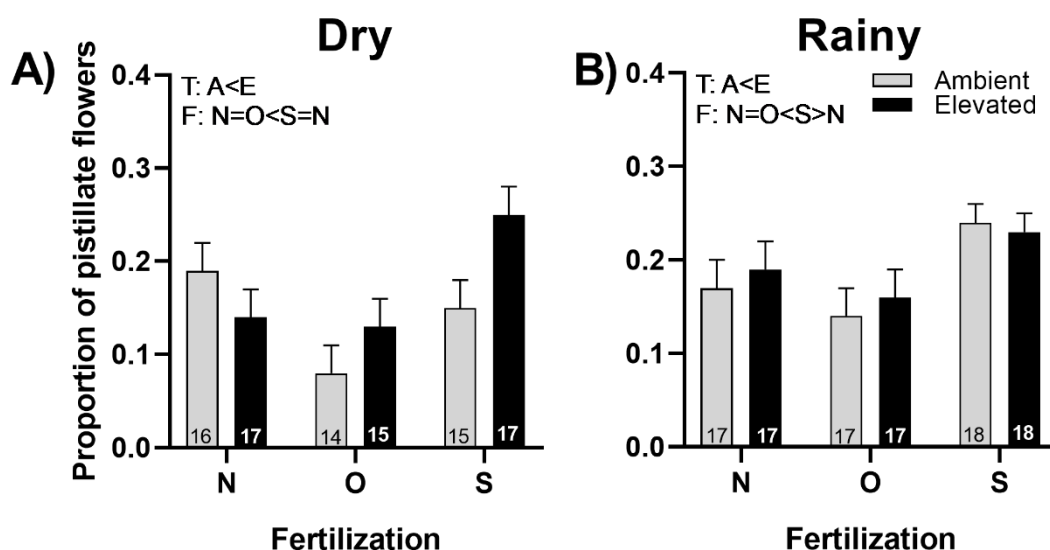 Dry
Rainy
A)
Proportion of pistillate flowers
0.4
0.3
0.2
0.1
0.0
T: A<E
F: N=O<S=N
16
17
14
15
15
17
N
O
S
Fertilization
B)
0.4
0.3
0.2
0.1
0.0
T: A<E
F: N=O<S>N
Ambient
Elevated
17
17
17
17
18
18
N
O
S
Fertilization